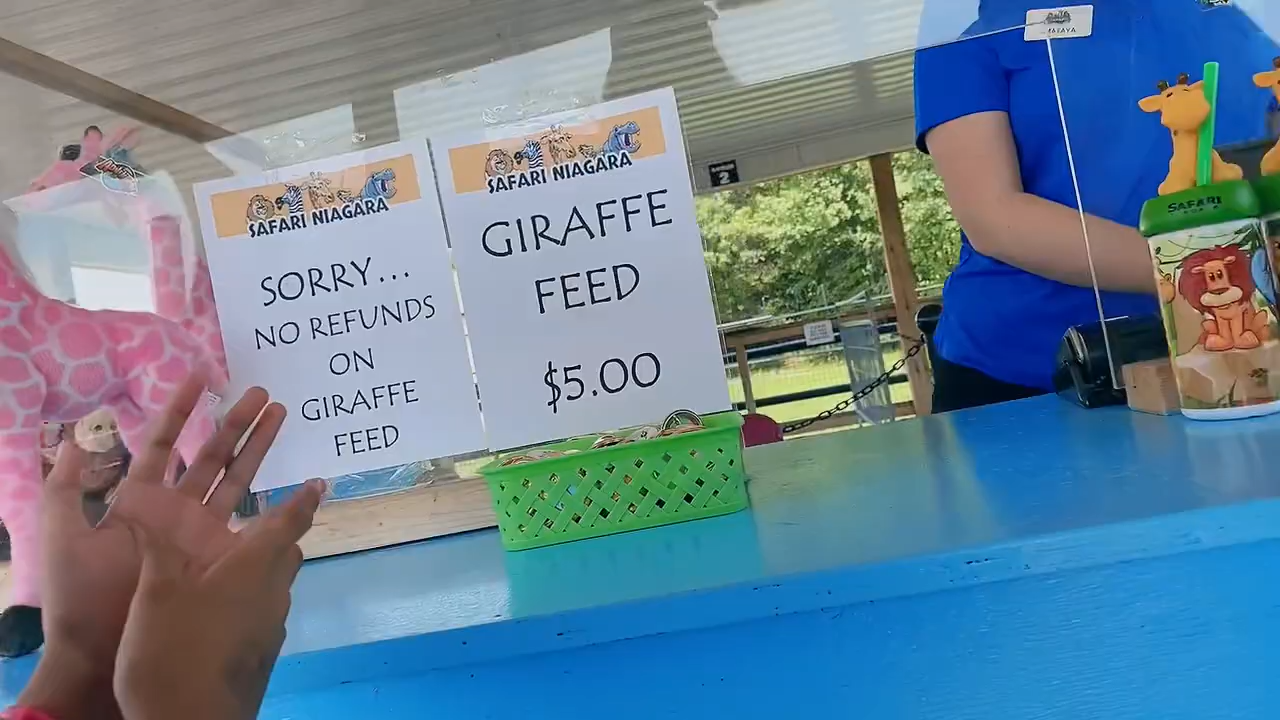 SAFARI NIAGARA
SORRY...
NO REFUNDS
ON
GIRAFFE
FEED
SAFARI NIAGARA
GIRAFFE
FEED
$5.00
2
SAFARI